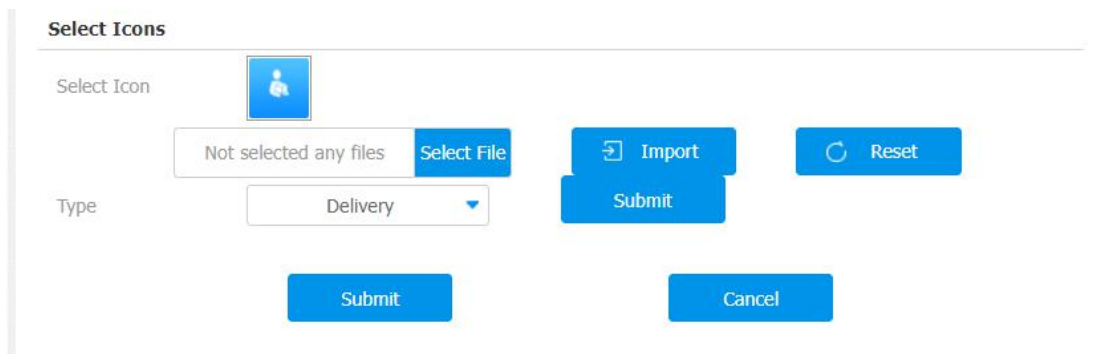 Select Icons
Select Icon
Not selected any files Select File Import Reset
Type Delivery Submit
Submit Cancel